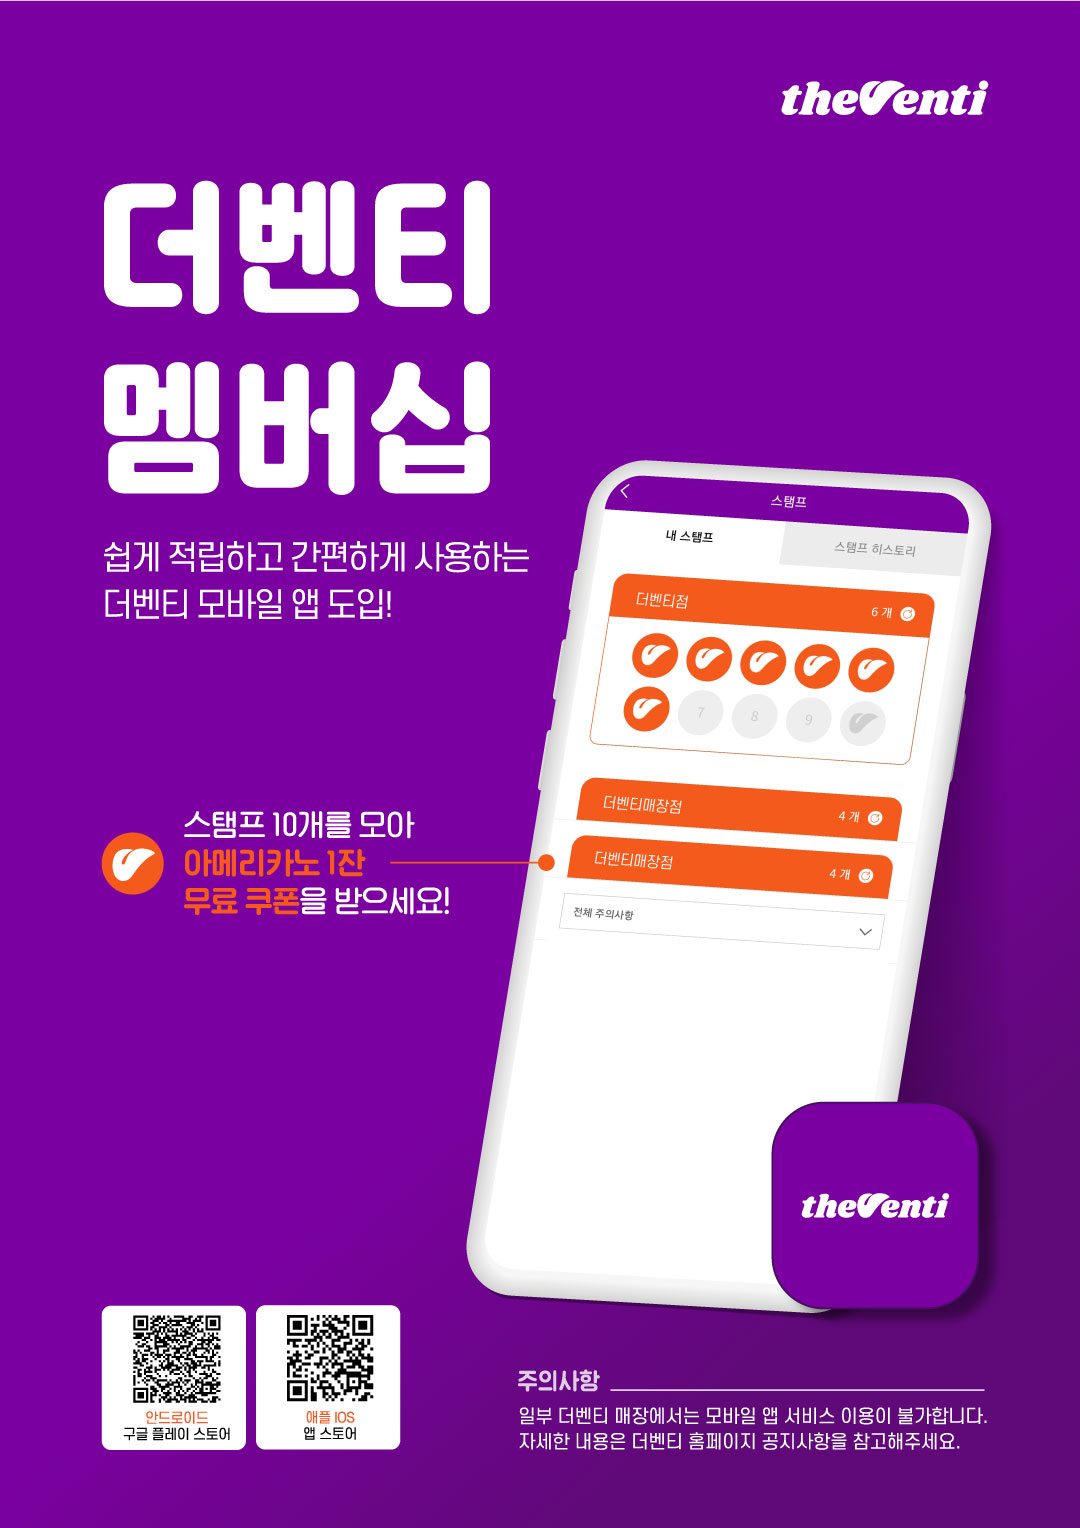 theVenti
더벤티
멤버십
쉽게 적립하고 간편하게 사용하는
더벤티 모바일 앱 도입!
스탬프
내 스탬프
스탬프 히스토리
더벤티점
6 개
7
8
9
더벤티매장점
4 개
더벤티매장점
4 개
전체 주의사항
스탬프 10개를 모아
아메리카노 1잔
무료 쿠폰을 받으세요!
theVenti
안드로이드
구글 플레이 스토어
애플 IOS
앱 스토어
주의사항
일부 더벤티 매장에서는 모바일 앱 서비스 이용이 불가합니다.
자세한 내용은 더벤티 홈페이지 공지사항을 참고해주세요.